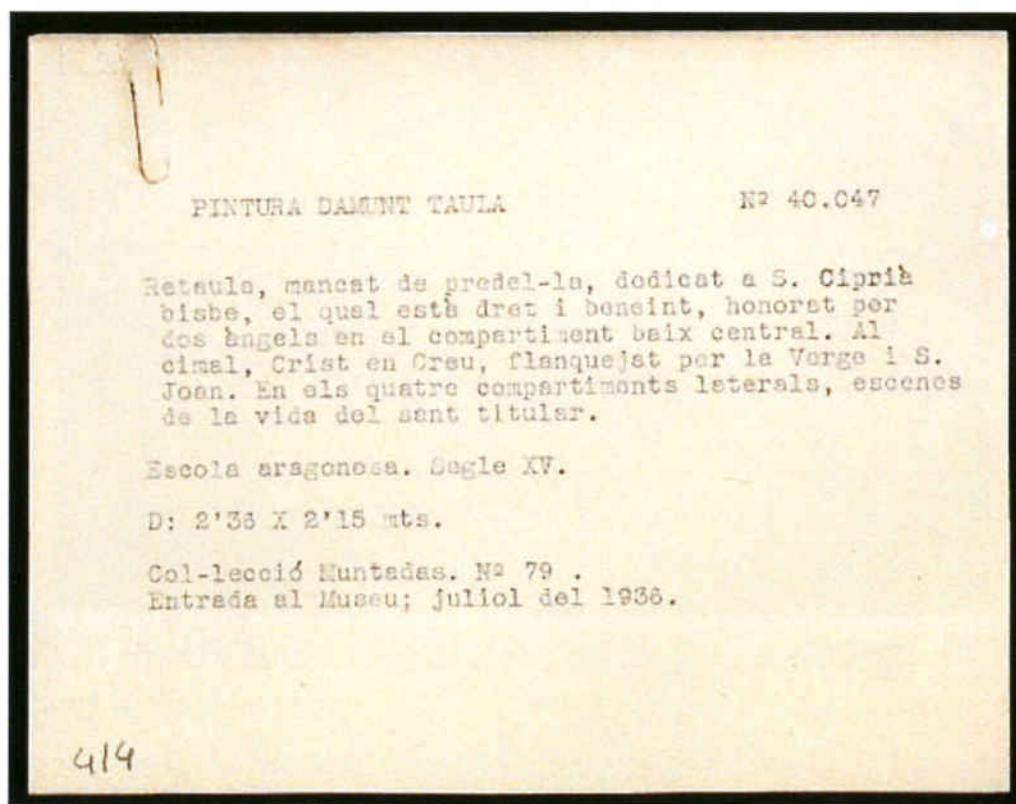 PINTURA DAMUNT TAULA Nº 40.047
Retaule, mancat de predel-la, dedicat a S. Ciprià
bisbe, el qual està dret i beneint, honorat per
dos àngels en el compartiment baix central. Al
cimal, Crist en Creu, flanquejat per la Verge i S.
Joan. En els quatre compartiments laterals, escenes
de la vida del sant titular.
Escola aragonesa. Segle XV.
D: 2'36 X 2'15 mts.
Col-lecció Muntadas. Nº 79 .
Entrada al Museu; juliol del 1936.
4/4